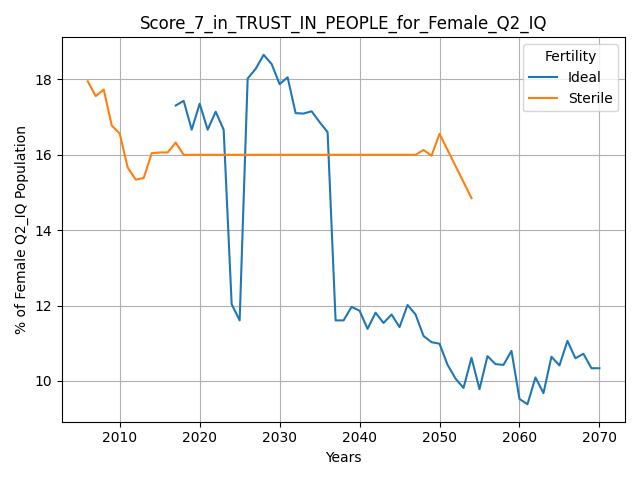 Score_7_in_TRUST_IN_PEOPLE_for_Female_Q2_IQ
Fertility
Ideal
Sterile
% of Female Q2_IQ Population
18
16
14
12
10
2010 2020 2030 2040 2050 2060 2070
Years